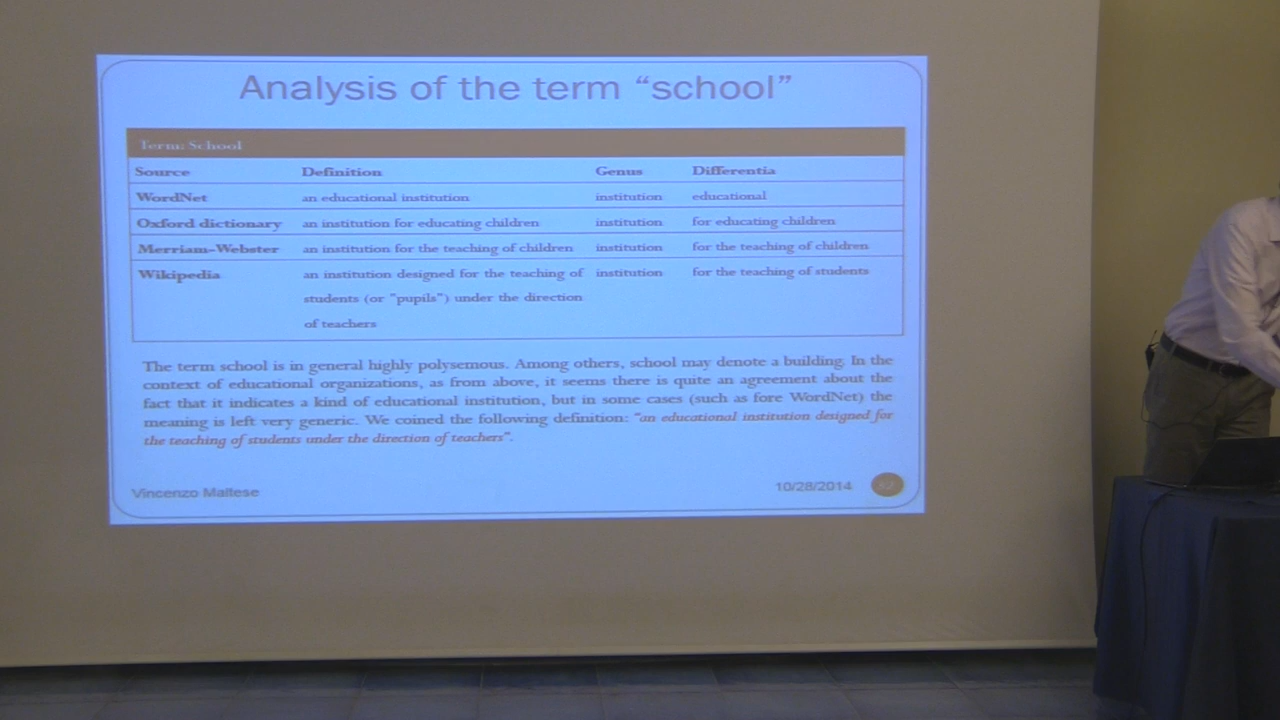 Analysis of the term “school”
Term: School
Source Definition Genus Differentia
WordNet an educational institution institution educational
Oxford dictionary an institution for educating children institution for educating children
Merriam-Webster an institution for the teaching of children institution for the teaching of children
Wikipedia an institution designed for the teaching of institution for the teaching of students
students (or "pupils") under the direction
of teachers
The term school is in general highly polysemous. Among others, school may denote a building. In the
context of educational organizations, as from above, it seems there is quite an agreement about the
fact that it indicates a kind of educational institution, but in some cases (such as fore WordNet) the
meaning is left very generic. We coined the following definition: "an educational institution designed for
the teaching of students under the direction of teachers".
Vincenzo Maltese 10/28/2014